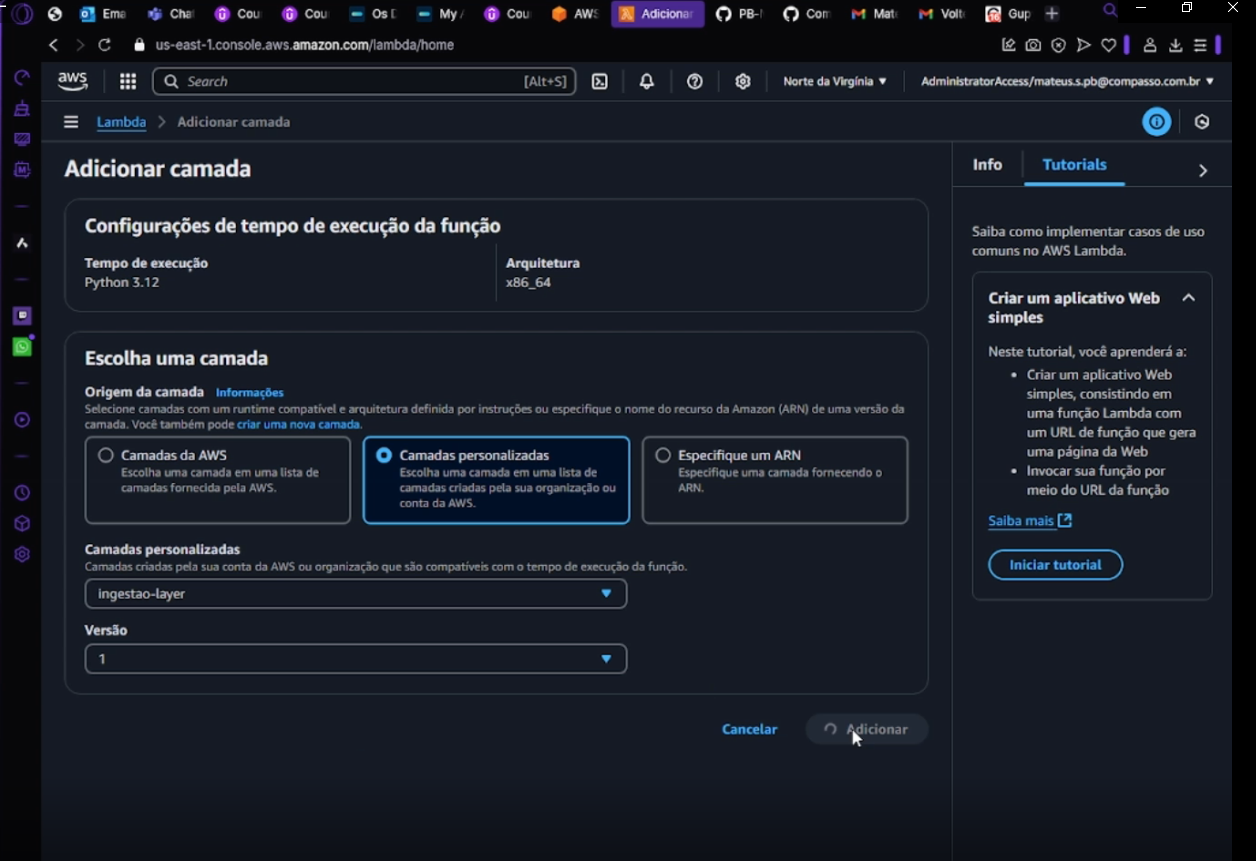 Ema
Cha
Cou
Cou
Os D
My A
Cou
AWS
Adicionar
PB-
Com
Mate
Volt
Gup
us-east-1.console.aws.amazon.com/lambda/home
aws
Search
[Alt+S]
Norte da Virgínia
AdministratorAccess/mateus.s.pb@compasso.com.br
Lambda
Adicionar camada
Adicionar camada
Configurações de tempo de execução da função
Tempo de execução
Python 3.12
Arquitetura
x86_64
Escolha uma camada
Origem da camada Informações
Selecione camadas com um runtime compatível e arquitetura definida por instruções ou especifique o nome do recurso da Amazon (ARN) de uma versão da
camada. Você também pode criar uma nova camada.
Camadas da AWS
Escolha uma camada em uma lista de
camadas fornecida pela AWS.
Camadas personalizadas
Escolha uma camada em uma lista de
camadas criadas pela sua organização ou
conta da AWS.
Especifique um ARN
Especifique uma camada fornecendo o
ARN.
Camadas personalizadas
Camadas criadas pela sua conta da AWS ou organização que são compatíveis com o tempo de execução da função.
ingestao-layer
Versão
1
Cancelar
Adicionar
Info
Tutorials
Saiba como implementar casos de uso
comuns no AWS Lambda.
Criar um aplicativo Web
simples
Neste tutorial, você aprenderá a:
• Criar um aplicativo Web
simples, consistindo em
uma função Lambda com
um URL de função que gera
uma página da Web
• Invocar sua função por
meio do URL da função
Saiba mais
Iniciar tutorial